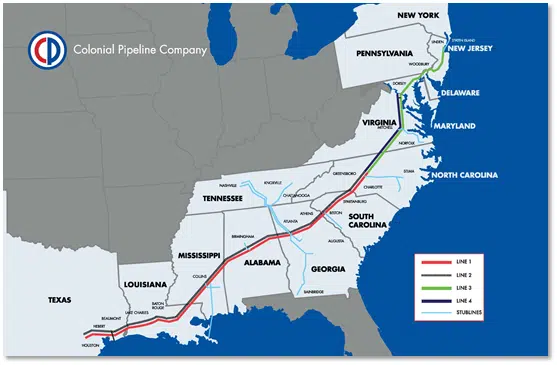 Colonial Pipeline Company
NEW YORK
PENNSYLVANIA
LINDEN
STATEN ISLAND
NEW JERSEY
WOODBURY
DORSEY
DELAWARE
VIRGINIA
MITCHELL
MARYLAND
NORFOLK
NASHVILLE
KNOXVILLE
GREENSBORO
TENNESSEE
CHATTANOOGA
CHARLOTTE
NORTH CAROLINA
SPARTANBURG
ATHENS
BELTON
SOUTH
CAROLINA
ATLANTA
BIRMINGHAM
AUGUSTA
MISSISSIPPI
ALABAMA
GEORGIA
COLLINS
BAINBRIDGE
TEXAS
LOUISIANA
BATON
ROUGE
LAKE CHARLES
BEAUMONT
HEBERT
HOUSTON
LINE 1
LINE 2
LINE 3
LINE 4
STUBLINES